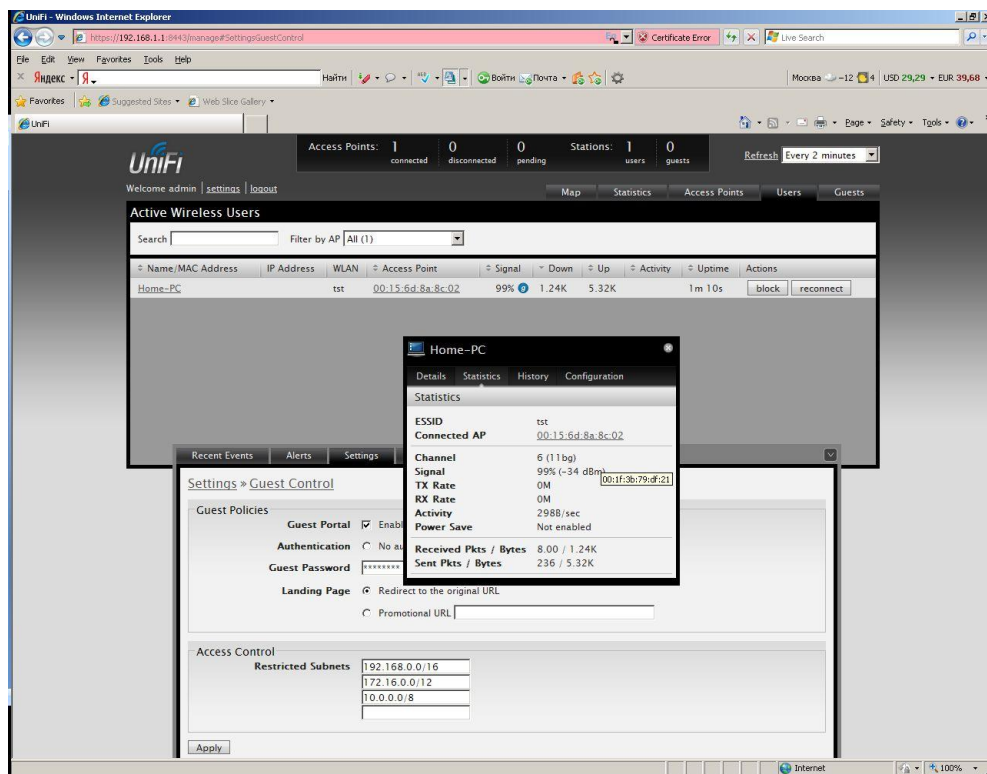 UniFi - Windows Internet Explorer
https://192.168.1.1:8443/manage#SettingsGuestControl
Certificate Error
Live Search
File Edit View Favorites Tools Help
Яндекс Я Найти Войти Почта Москва -12 4 USD 29,29 EUR 39,68
Favorites Suggested Sites Web Slice Gallery
UniFi Page Safety Tools
UniFi
Access Points: 1 connected 0 disconnected 0 pending Stations: 1 users 0 guests
Refresh Every 2 minutes
Welcome admin | settings | logout
Map Statistics Access Points Users Guests
Active Wireless Users
Search Filter by AP All (1)
Name/MAC Address IP Address WLAN Access Point Signal Down Up Activity Uptime Actions
Home-PC tst 00:15:6d:8a:8c:02 99% 1.24K 5.32K 1m 10s block reconnect
Home-PC
Details Statistics History Configuration
Statistics
ESSID tst
Connected AP 00:15:6d:8a:8c:02
Channel 6 (11bg)
Signal 99% (-34 dBm)
00:1f:3b:79:df:21
TX Rate 0M
RX Rate 0M
Activity 298B/sec
Power Save Not enabled
Received Pkts / Bytes 8.00 / 1.24K
Sent Pkts / Bytes 236 / 5.32K
Recent Events Alerts Settings
Settings » Guest Control
Guest Policies
Guest Portal Enabl
Authentication No au
Guest Password ********
Landing Page Redirect to the original URL
Promotional URL
Access Control
Restricted Subnets 192.168.0.0/16
172.16.0.0/12
10.0.0.0/8
Apply
Internet 100%